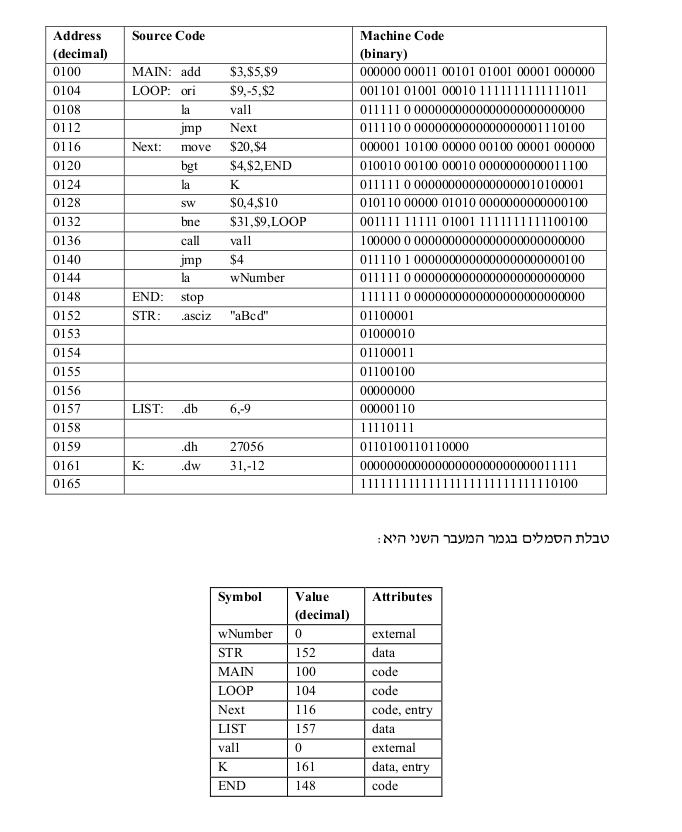 Address (decimal) Source Code Machine Code (binary)
0100 MAIN: add $3,$5,$9 000000 00011 00101 01001 00001 000000
0104 LOOP: ori $9,-5,$2 001101 01001 00010 1111111111111011
0108 la vall 011111 0 0000000000000000000000000
0112 jmp Next 011110 0 0000000000000000001110100
0116 Next: move $20,$4 000001 10100 00000 00100 00001 000000
0120 bgt $4,$2,END 010010 00100 00010 0000000000011100
0124 la K 011111 0 0000000000000000010100001
0128 sw $0,4,$10 010110 00000 01010 0000000000000100
0132 bne $31,$9,LOOP 001111 11111 01001 1111111111100100
0136 call vall 100000 0 0000000000000000000000000
0140 jmp $4 011110 1 0000000000000000000000100
0144 la wNumber 011111 0 0000000000000000000000000
0148 END: stop 111111 0 0000000000000000000000000
0152 STR: .asciz "aBcd" 01100001
0153 01000010
0154 01100011
0155 01100100
0156 00000000
0157 LIST: .db 6,-9 00000110
0158 11110111
0159 .dh 27056 0110100110110000
0161 K: .dw 31,-12 00000000000000000000000000011111
0165 11111111111111111111111111110100
טבלת הסמלים בגמר המעבר השני היא:
Symbol Value (decimal) Attributes
wNumber 0 external
STR 152 data
MAIN 100 code
LOOP 104 code
Next 116 code, entry
LIST 157 data
vall 0 external
K 161 data, entry
END 148 code